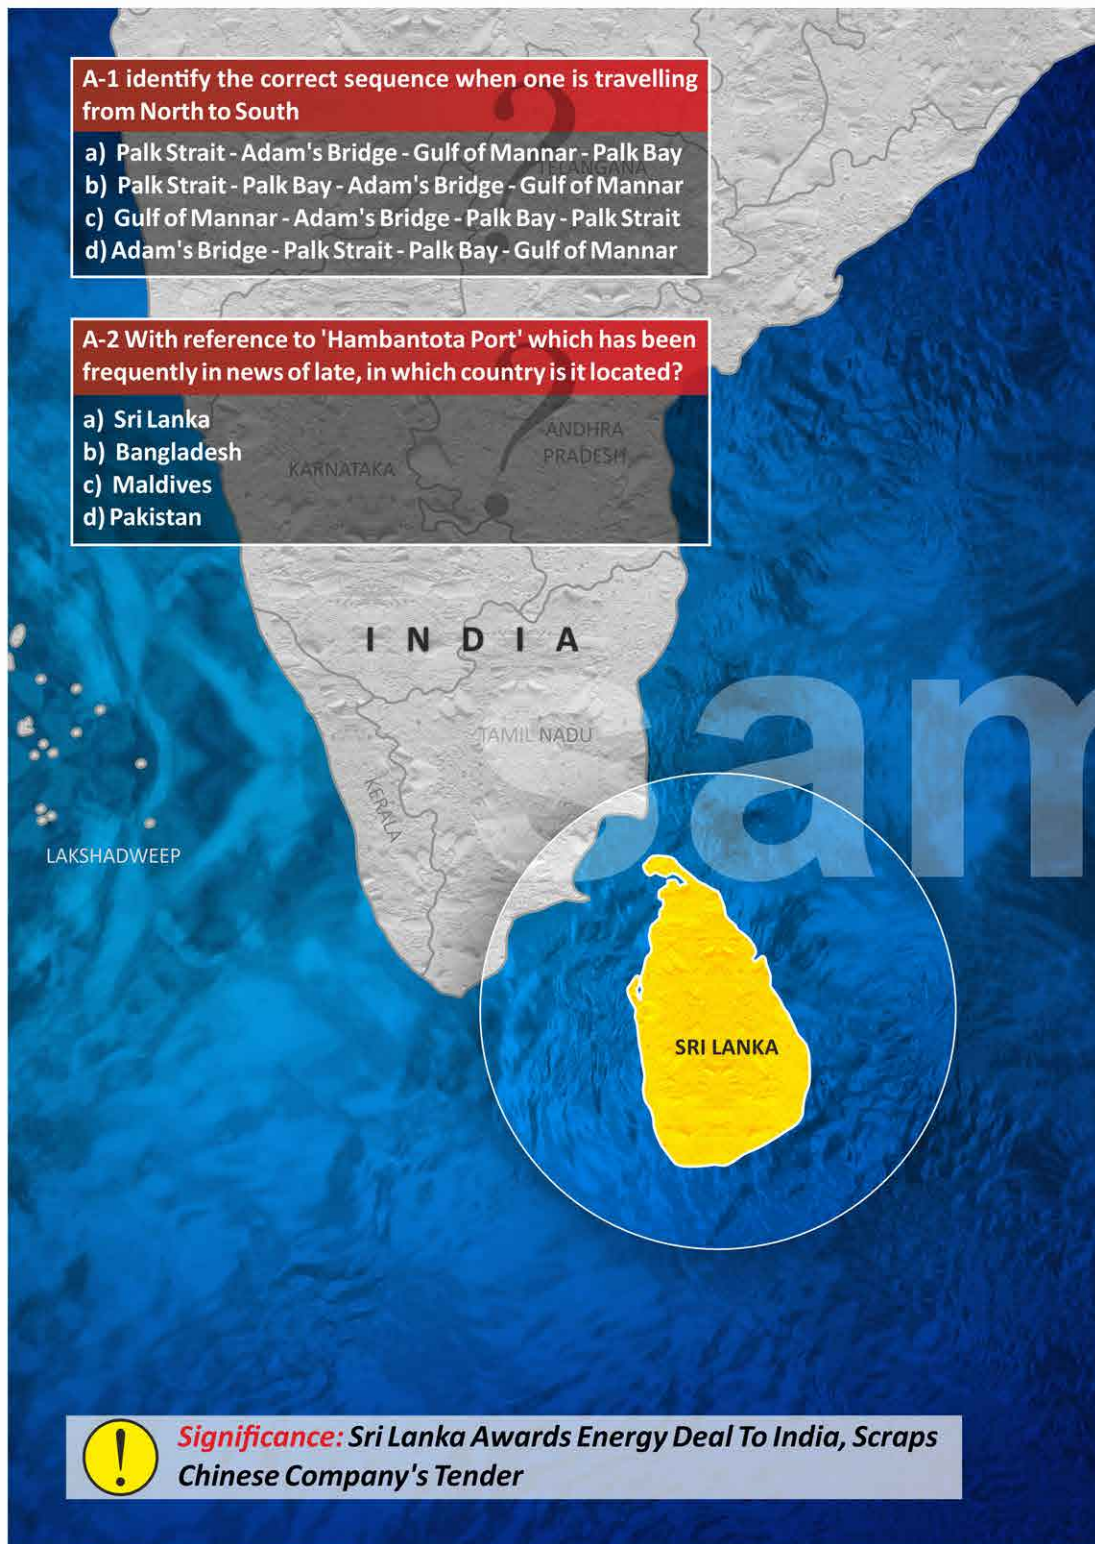 A-1 identify the correct sequence when one is travelling
from North to South
a) Palk Strait - Adam's Bridge - Gulf of Mannar - Palk Bay
b) Palk Strait - Palk Bay - Adam's Bridge - Gulf of Mannar
c) Gulf of Mannar - Adam's Bridge - Palk Bay - Palk Strait
d) Adam's Bridge - Palk Strait - Palk Bay - Gulf of Mannar
TELANGANA
A-2 With reference to 'Hambantota Port' which has been
frequently in news of late, in which country is it located?
a) Sri Lanka
b) Bangladesh
c) Maldives
d) Pakistan
ANDHRA
PRADESH
KARNATAKA
INDIA
TAMIL NADU
KERALA
LAKSHADWEEP
SRI LANKA
Significance: Sri Lanka Awards Energy Deal To India, Scraps
Chinese Company's Tender